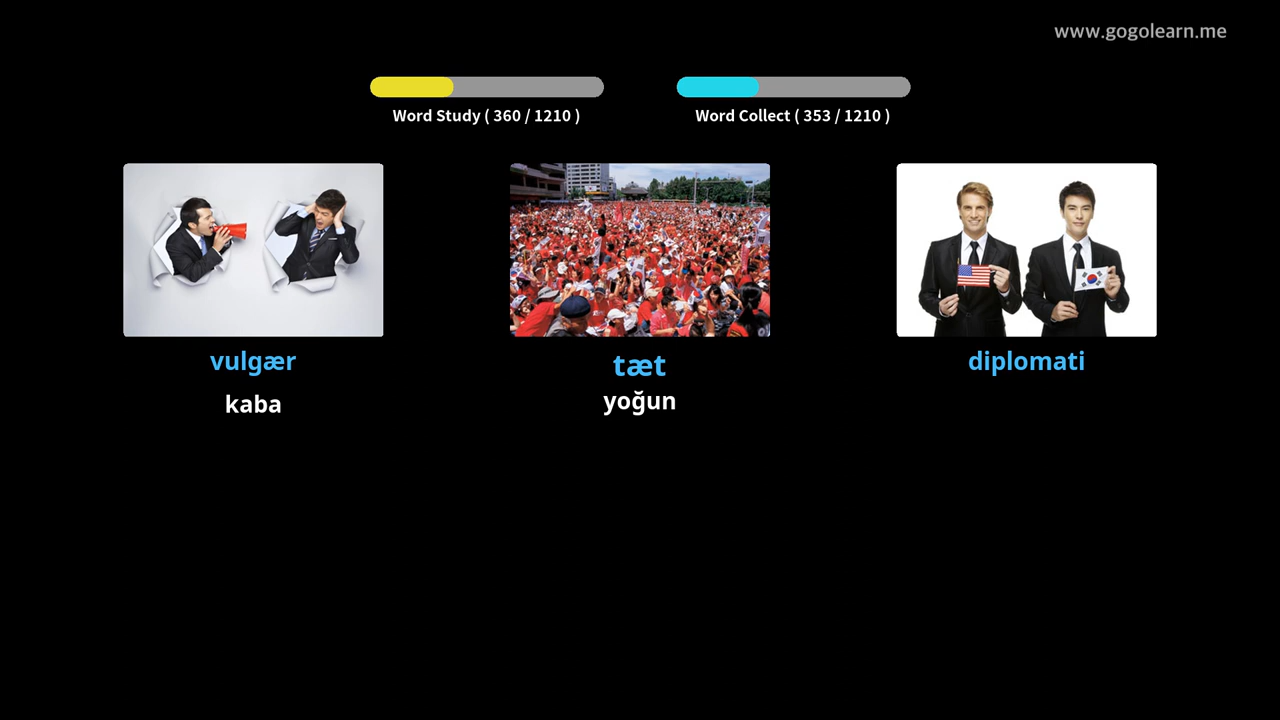 www.gogolearn.me
Word Study ( 360 / 1210 )
Word Collect ( 353 / 1210 )
vulgær
tæt
diplomati
kaba
yoğun